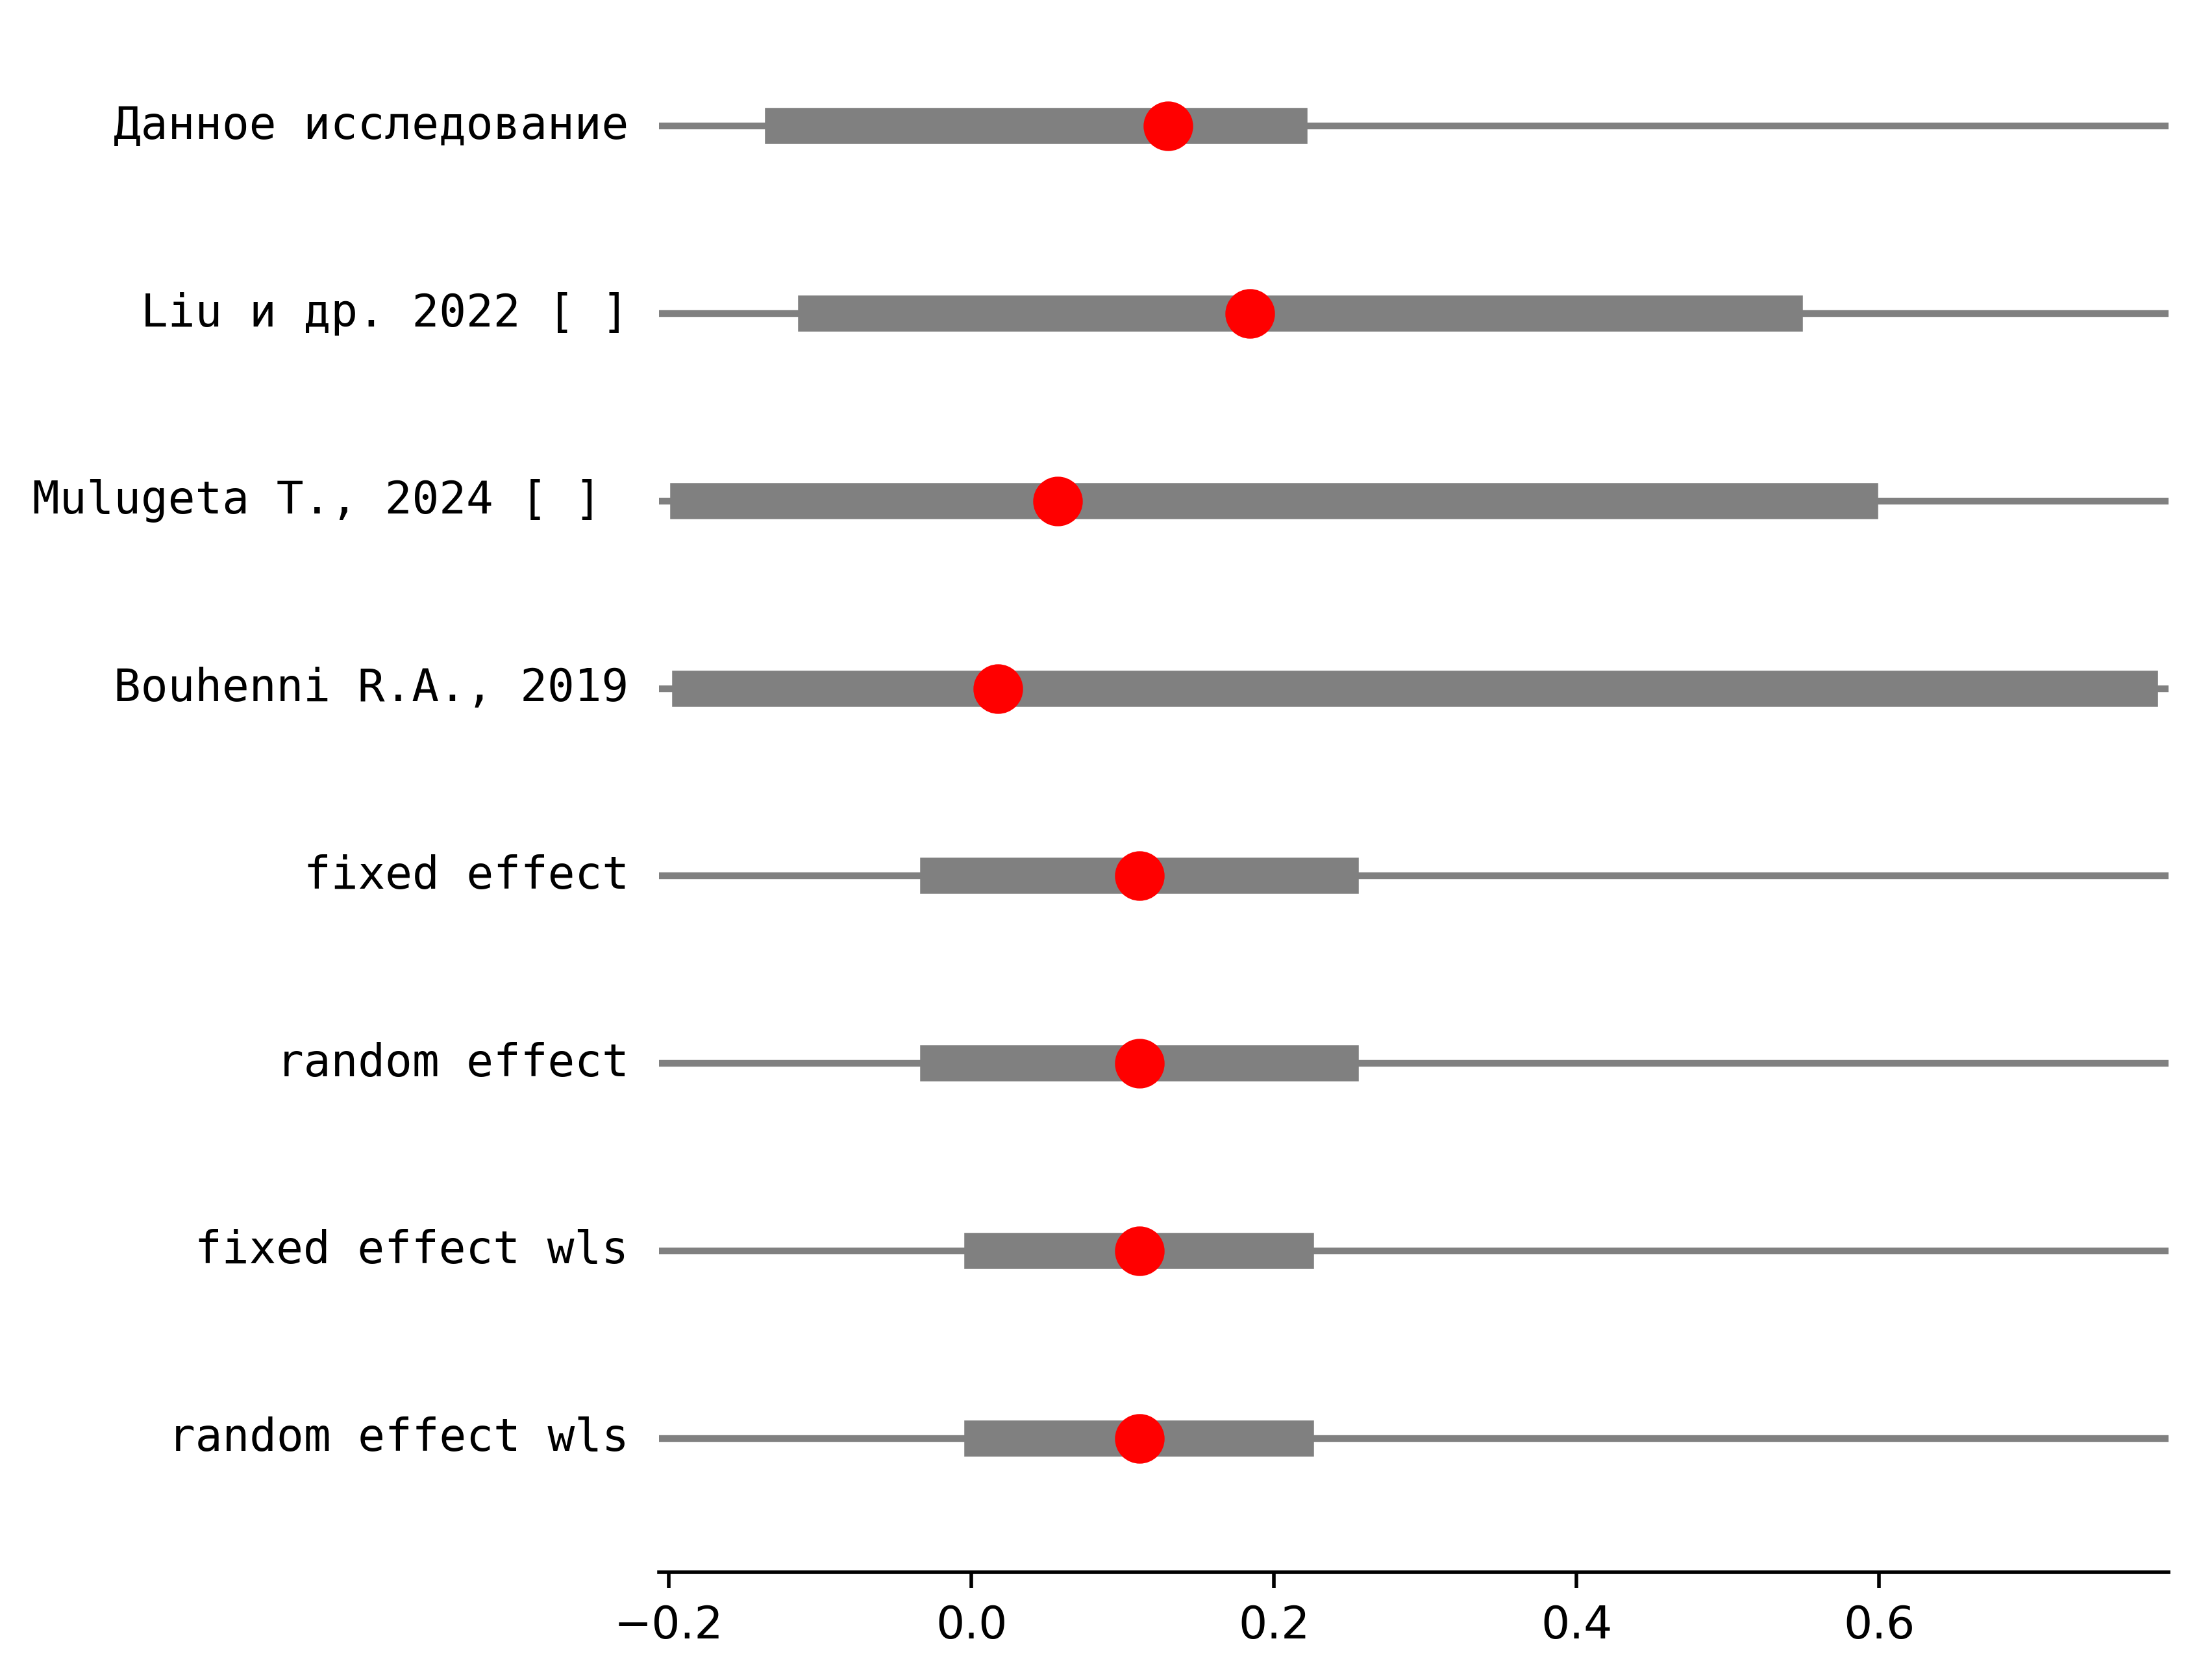 Данное исследование
Liu и др. 2022 [ ]
Mulugeta T., 2024 [ ]
Bouhenni R.A., 2019
fixed effect
random effect
fixed effect wls
random effect wls
−0.2 0.0 0.2 0.4 0.6